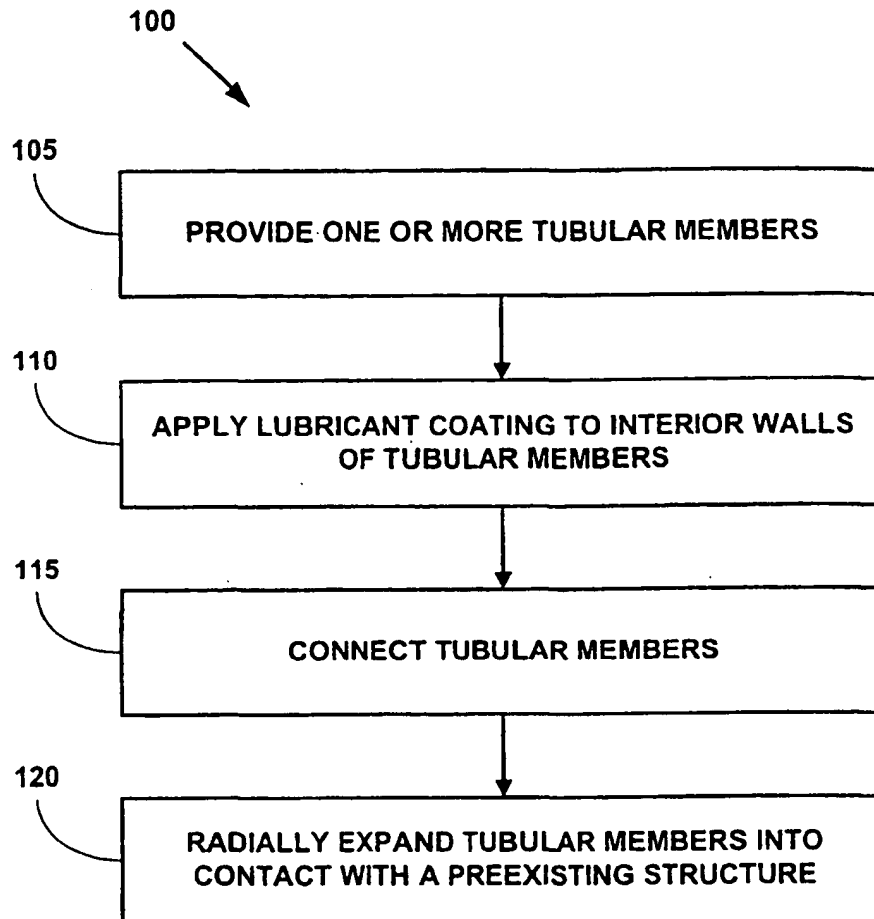 100
105
PROVIDE ONE OR MORE TUBULAR MEMBERS
110
APPLY LUBRICANT COATING TO INTERIOR WALLS
OF TUBULAR MEMBERS
115
CONNECT TUBULAR MEMBERS
120
RADIALLY EXPAND TUBULAR MEMBERS INTO
CONTACT WITH A PREEXISTING STRUCTURE